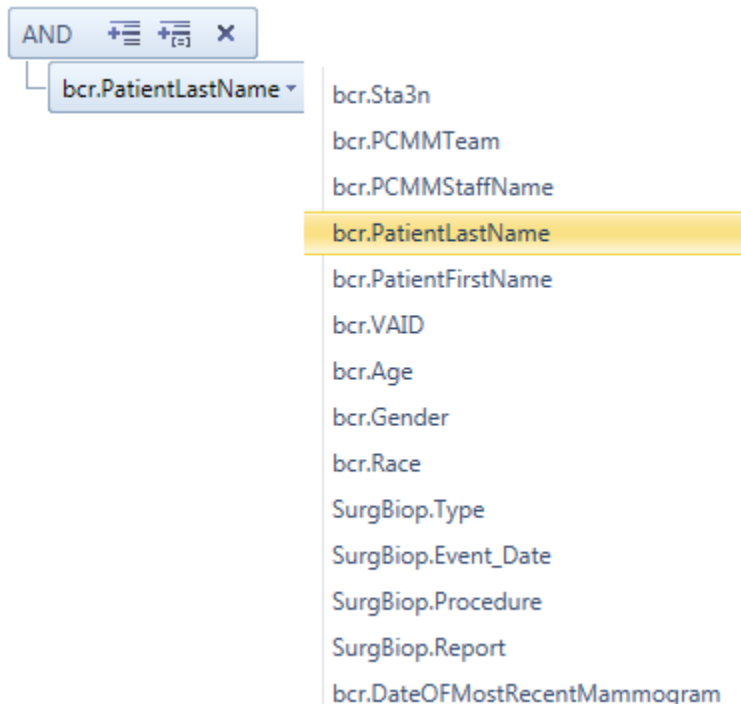 AND
bcr.PatientLastName
bcr.Sta3n
bcr.PCMMTeam
bcr.PCMMStaffName
bcr.PatientLastName
bcr.PatientFirstName
bcr.VAID
bcr.Age
bcr.Gender
bcr.Race
SurgBiop.Type
SurgBiop.Event_Date
SurgBiop.Procedure
SurgBiop.Report
bcr.DateOFMostRecentMammogram